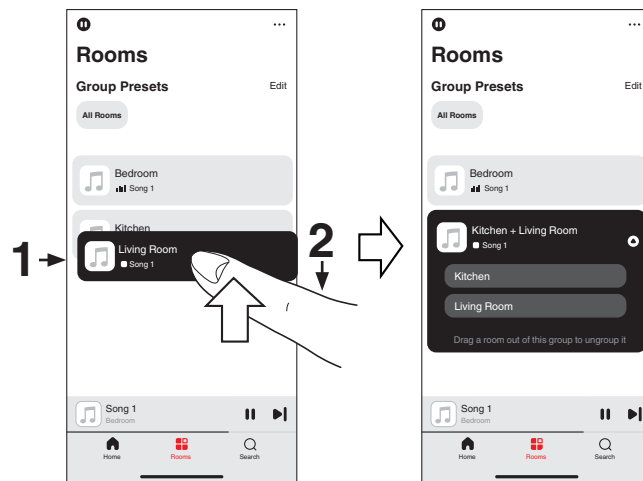 Rooms
Group Presets
Edit
All Rooms
Bedroom
Song 1
Kitchen
Living Room
Song 1
1
2
Song 1
Bedroom
Home
Rooms
Search
Rooms
Group Presets
Edit
All Rooms
Bedroom
Song 1
Kitchen + Living Room
Song 1
Kitchen
Living Room
Drag a room out of this group to ungroup it
Song 1
Bedroom
Home
Rooms
Search